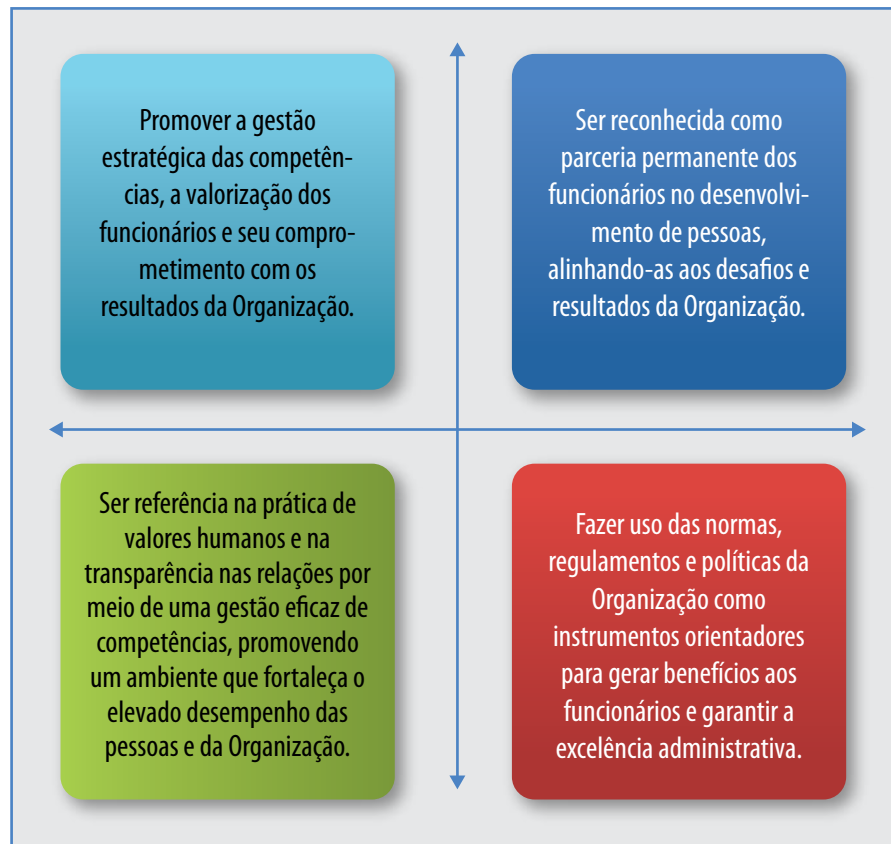 Promover a gestão
estratégica das competên-
cias, a valorização dos
funcionários e seu compro-
metimento com os
resultados da Organização.
Ser reconhecida como
parceria permanente dos
funcionários no desenvolvi-
mento de pessoas,
alinhando-as aos desafios e
resultados da Organização.
Ser referência na prática de
valores humanos e na
transparência nas relações por
meio de uma gestão eficaz de
competências, promovendo
um ambiente que fortaleça o
elevado desempenho das
pessoas e da Organização.
Fazer uso das normas,
regulamentos e políticas da
Organização como
instrumentos orientadores
para gerar benefícios aos
funcionários e garantir a
excelência administrativa.